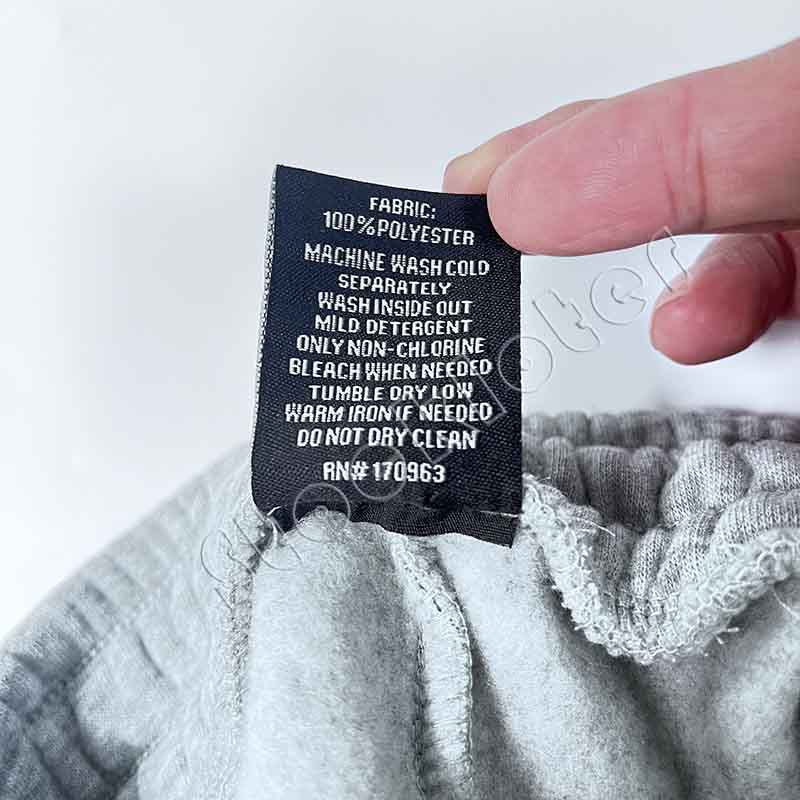 FABRIC:
100%POLYESTER
MACHINE WASH COLD
SEPARATELY
WASH INSIDE OUT
MILD DETERGENT
ONLY NON-CHLORINE
BLEACH WHEN NEEDED
TUMBLE DRY LOW
WARM IRON IF NEEDED
DO NOT DRY CLEAN
RN# 170963